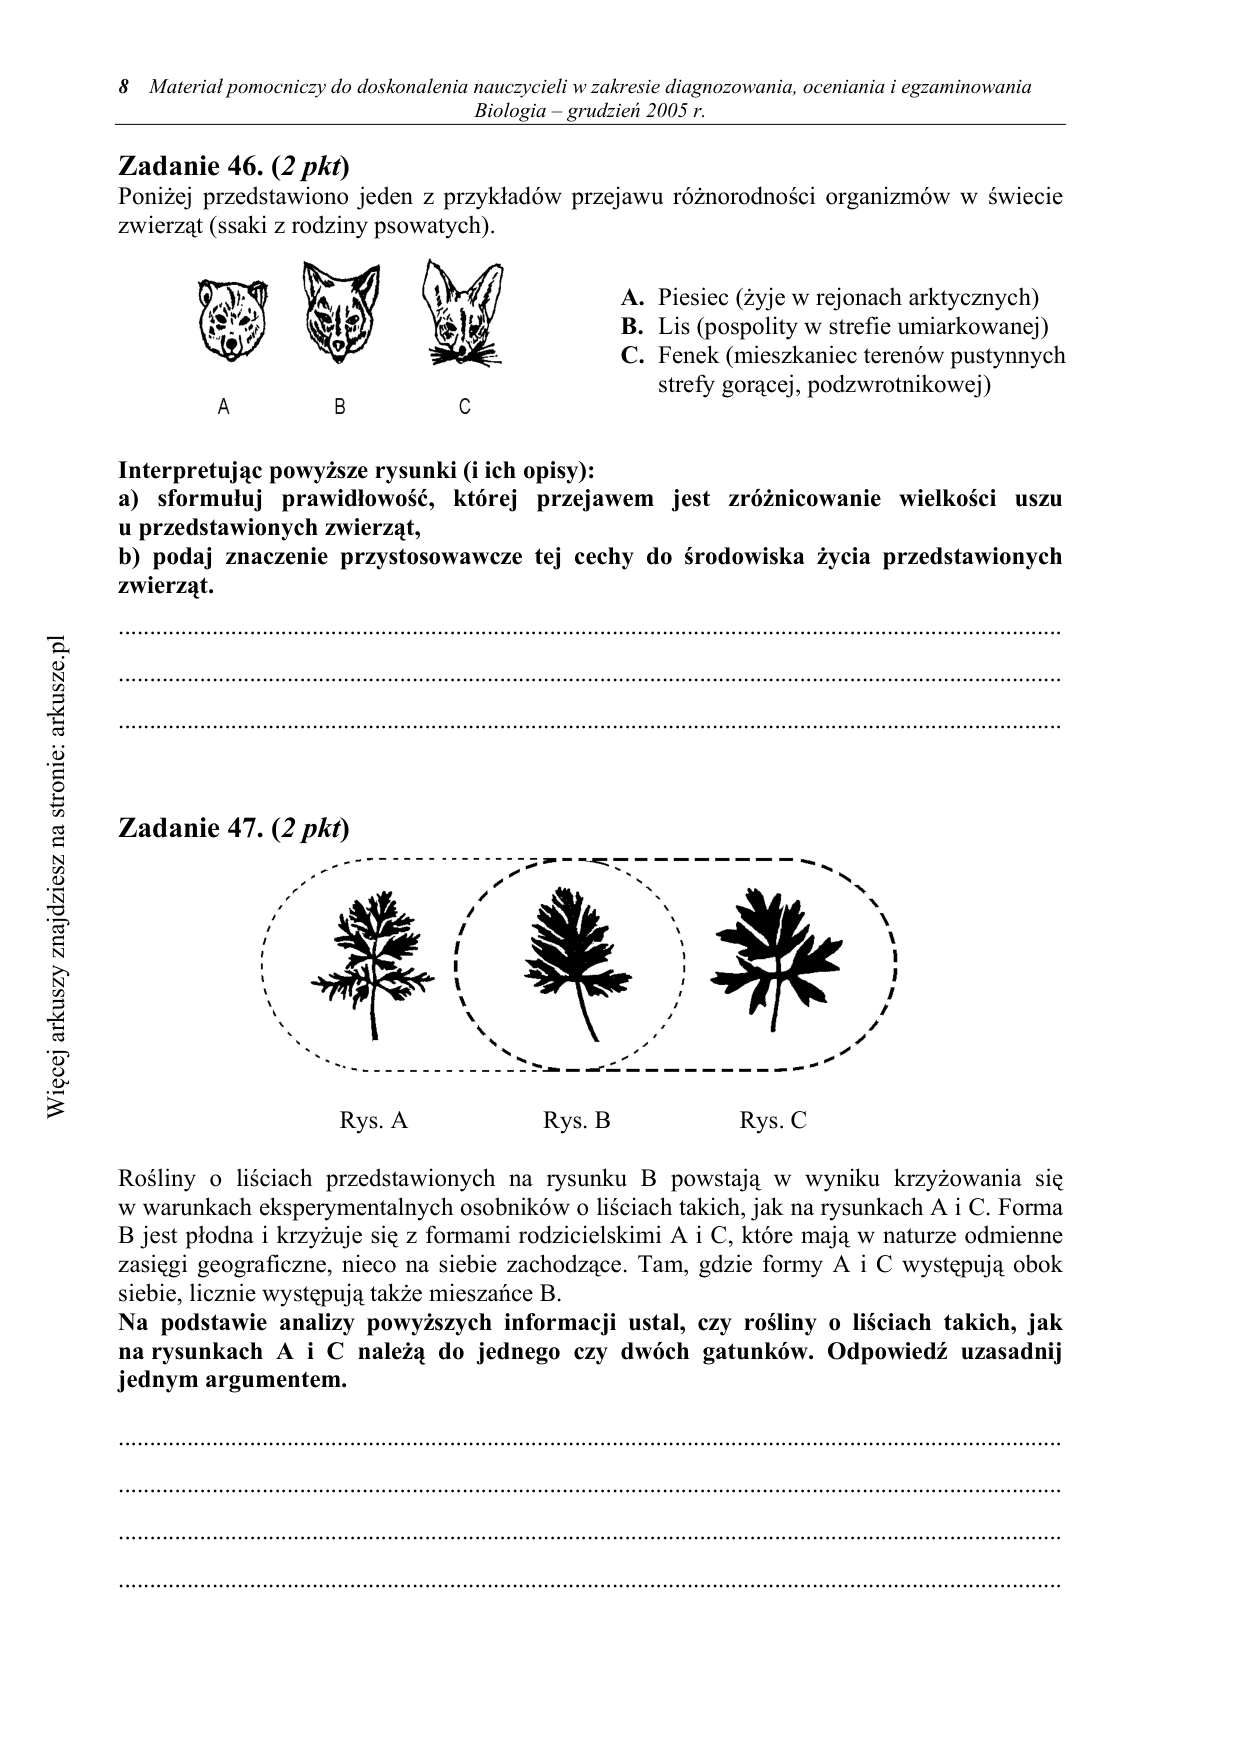 8 Materiał pomocniczy do doskonalenia nauczycieli w zakresie diagnozowania, oceniania i egzaminowania
Biologia – grudzień 2005 r.
Zadanie 46. (2 pkt)
Poniżej przedstawiono jeden z przykładów przejawu różnorodności organizmów w świecie
zwierząt (ssaki z rodziny psowatych).
A. Piesiec (żyje w rejonach arktycznych)
B. Lis (pospolity w strefie umiarkowanej)
C. Fenek (mieszkaniec terenów pustynnych
strefy gorącej, podzwrotnikowej)
A B C
Interpretując powyższe rysunki (i ich opisy):
a) sformułuj prawidłowość, której przejawem jest zróżnicowanie wielkości uszu
u przedstawionych zwierząt,
b) podaj znaczenie przystosowawcze tej cechy do środowiska życia przedstawionych
zwierząt.
Zadanie 47. (2 pkt)
Rys. A Rys. B Rys. C
Rośliny o liściach przedstawionych na rysunku B powstają w wyniku krzyżowania się
w warunkach eksperymentalnych osobników o liściach takich, jak na rysunkach A i C. Forma
B jest płodna i krzyżuje się z formami rodzicielskimi A i C, które mają w naturze odmienne
zasięgi geograficzne, nieco na siebie zachodzące. Tam, gdzie formy A i C występują obok
siebie, licznie występują także mieszańce B.
Na podstawie analizy powyższych informacji ustal, czy rośliny o liściach takich, jak
na rysunkach A i C należą do jednego czy dwóch gatunków. Odpowiedź uzasadnij
jednym argumentem.
Więcej arkuszy znajdziesz na stronie: arkusze.pl